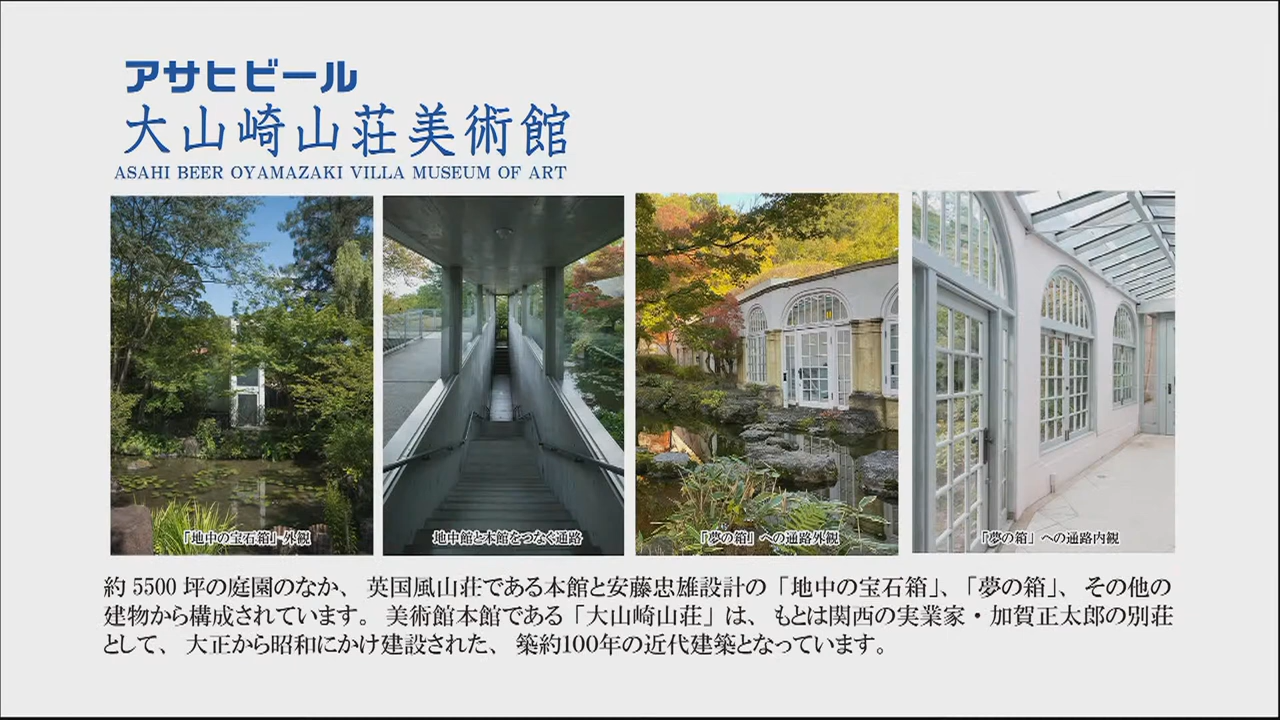 アサヒビール
大山崎山荘美術館
ASAHI BEER OYAMAZAKI VILLA MUSEUM OF ART
「地中の宝石箱」外観
地中館と本館をつなぐ通路
「夢の箱」への通路外観
「夢の箱」への通路内観
約 5500 坪の庭園のなか、 英国風山荘である本館と安藤忠雄設計の「地中の宝石箱」、「夢の箱」、その他の
建物から構成されています。 美術館本館である「大山崎山荘」は、もとは関西の実業家・加賀正太郎の別荘
として、 大正から昭和にかけ建設された、 築約100年の近代建築となっています。